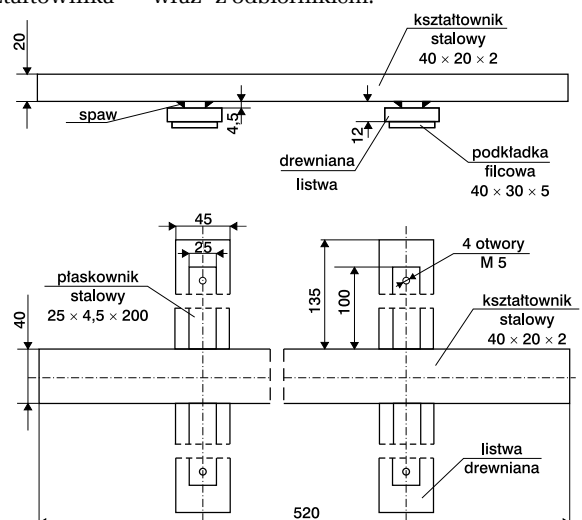 wraz z odbiornikiem.
kształtownik
stalowy
40 × 20 × 2
20
spaw
4,5
12
drewniana
listwa
podkładka
filcowa
40 × 30 × 5
45
25
4 otwory
M 5
płaskownik
stalowy
25 × 4,5 × 200
135
100
kształtownik
stalowy
40 × 20 × 2
40
listwa
drewniana
520